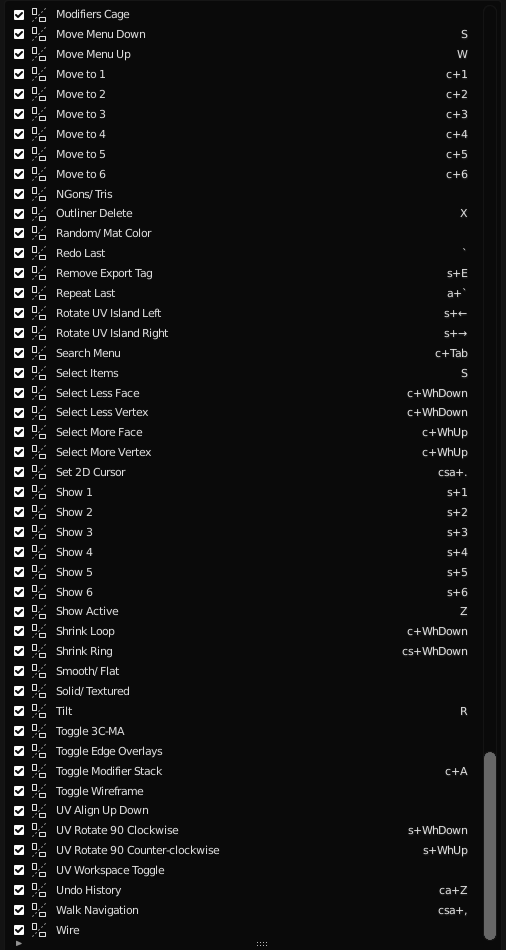 Modifiers Cage
Move Menu Down S
Move Menu Up W
Move to 1 c+1
Move to 2 c+2
Move to 3 c+3
Move to 4 c+4
Move to 5 c+5
Move to 6 c+6
NGons/ Tris
Outliner Delete X
Random/ Mat Color
Redo Last `
Remove Export Tag s+E
Repeat Last a+`
Rotate UV Island Left s+←
Rotate UV Island Right s+→
Search Menu c+Tab
Select Items S
Select Less Face c+WhDown
Select Less Vertex c+WhDown
Select More Face c+WhUp
Select More Vertex c+WhUp
Set 2D Cursor csa+.
Show 1 s+1
Show 2 s+2
Show 3 s+3
Show 4 s+4
Show 5 s+5
Show 6 s+6
Show Active Z
Shrink Loop c+WhDown
Shrink Ring cs+WhDown
Smooth/ Flat
Solid/ Textured
Tilt R
Toggle 3C-MA
Toggle Edge Overlays
Toggle Modifier Stack c+A
Toggle Wireframe
UV Align Up Down
UV Rotate 90 Clockwise s+WhDown
UV Rotate 90 Counter-clockwise s+WhUp
UV Workspace Toggle
Undo History ca+Z
Walk Navigation csa+,
Wire